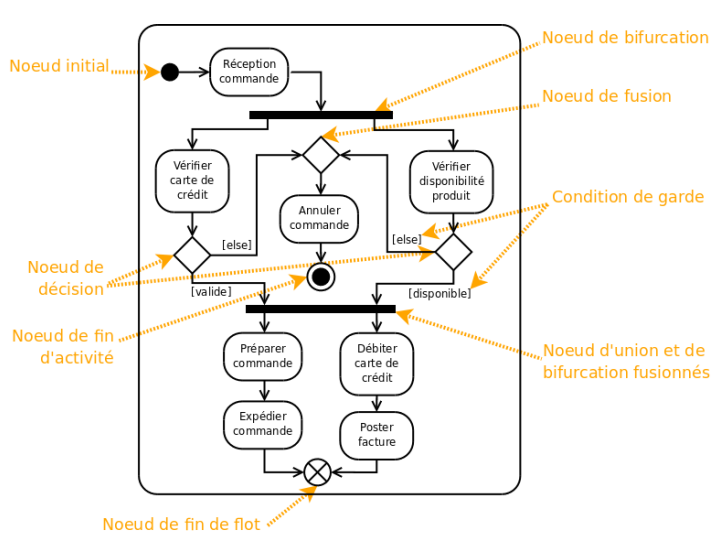 Noeud de bifurcation
Noeud initial
Réception
commande
Noeud de fusion
Vérifier
carte de
crédit
Vérifier
disponibilité
produit
Annuler
commande
Condition de garde
[else]
[else]
Noeud de
décision
[valide]
[disponible]
Noeud de fin
d'activité
Préparer
commande
Débiter
carte de
crédit
Noeud d'union et de
bifurcation fusionnés
Expédier
commande
Poster
facture
Noeud de fin de flot